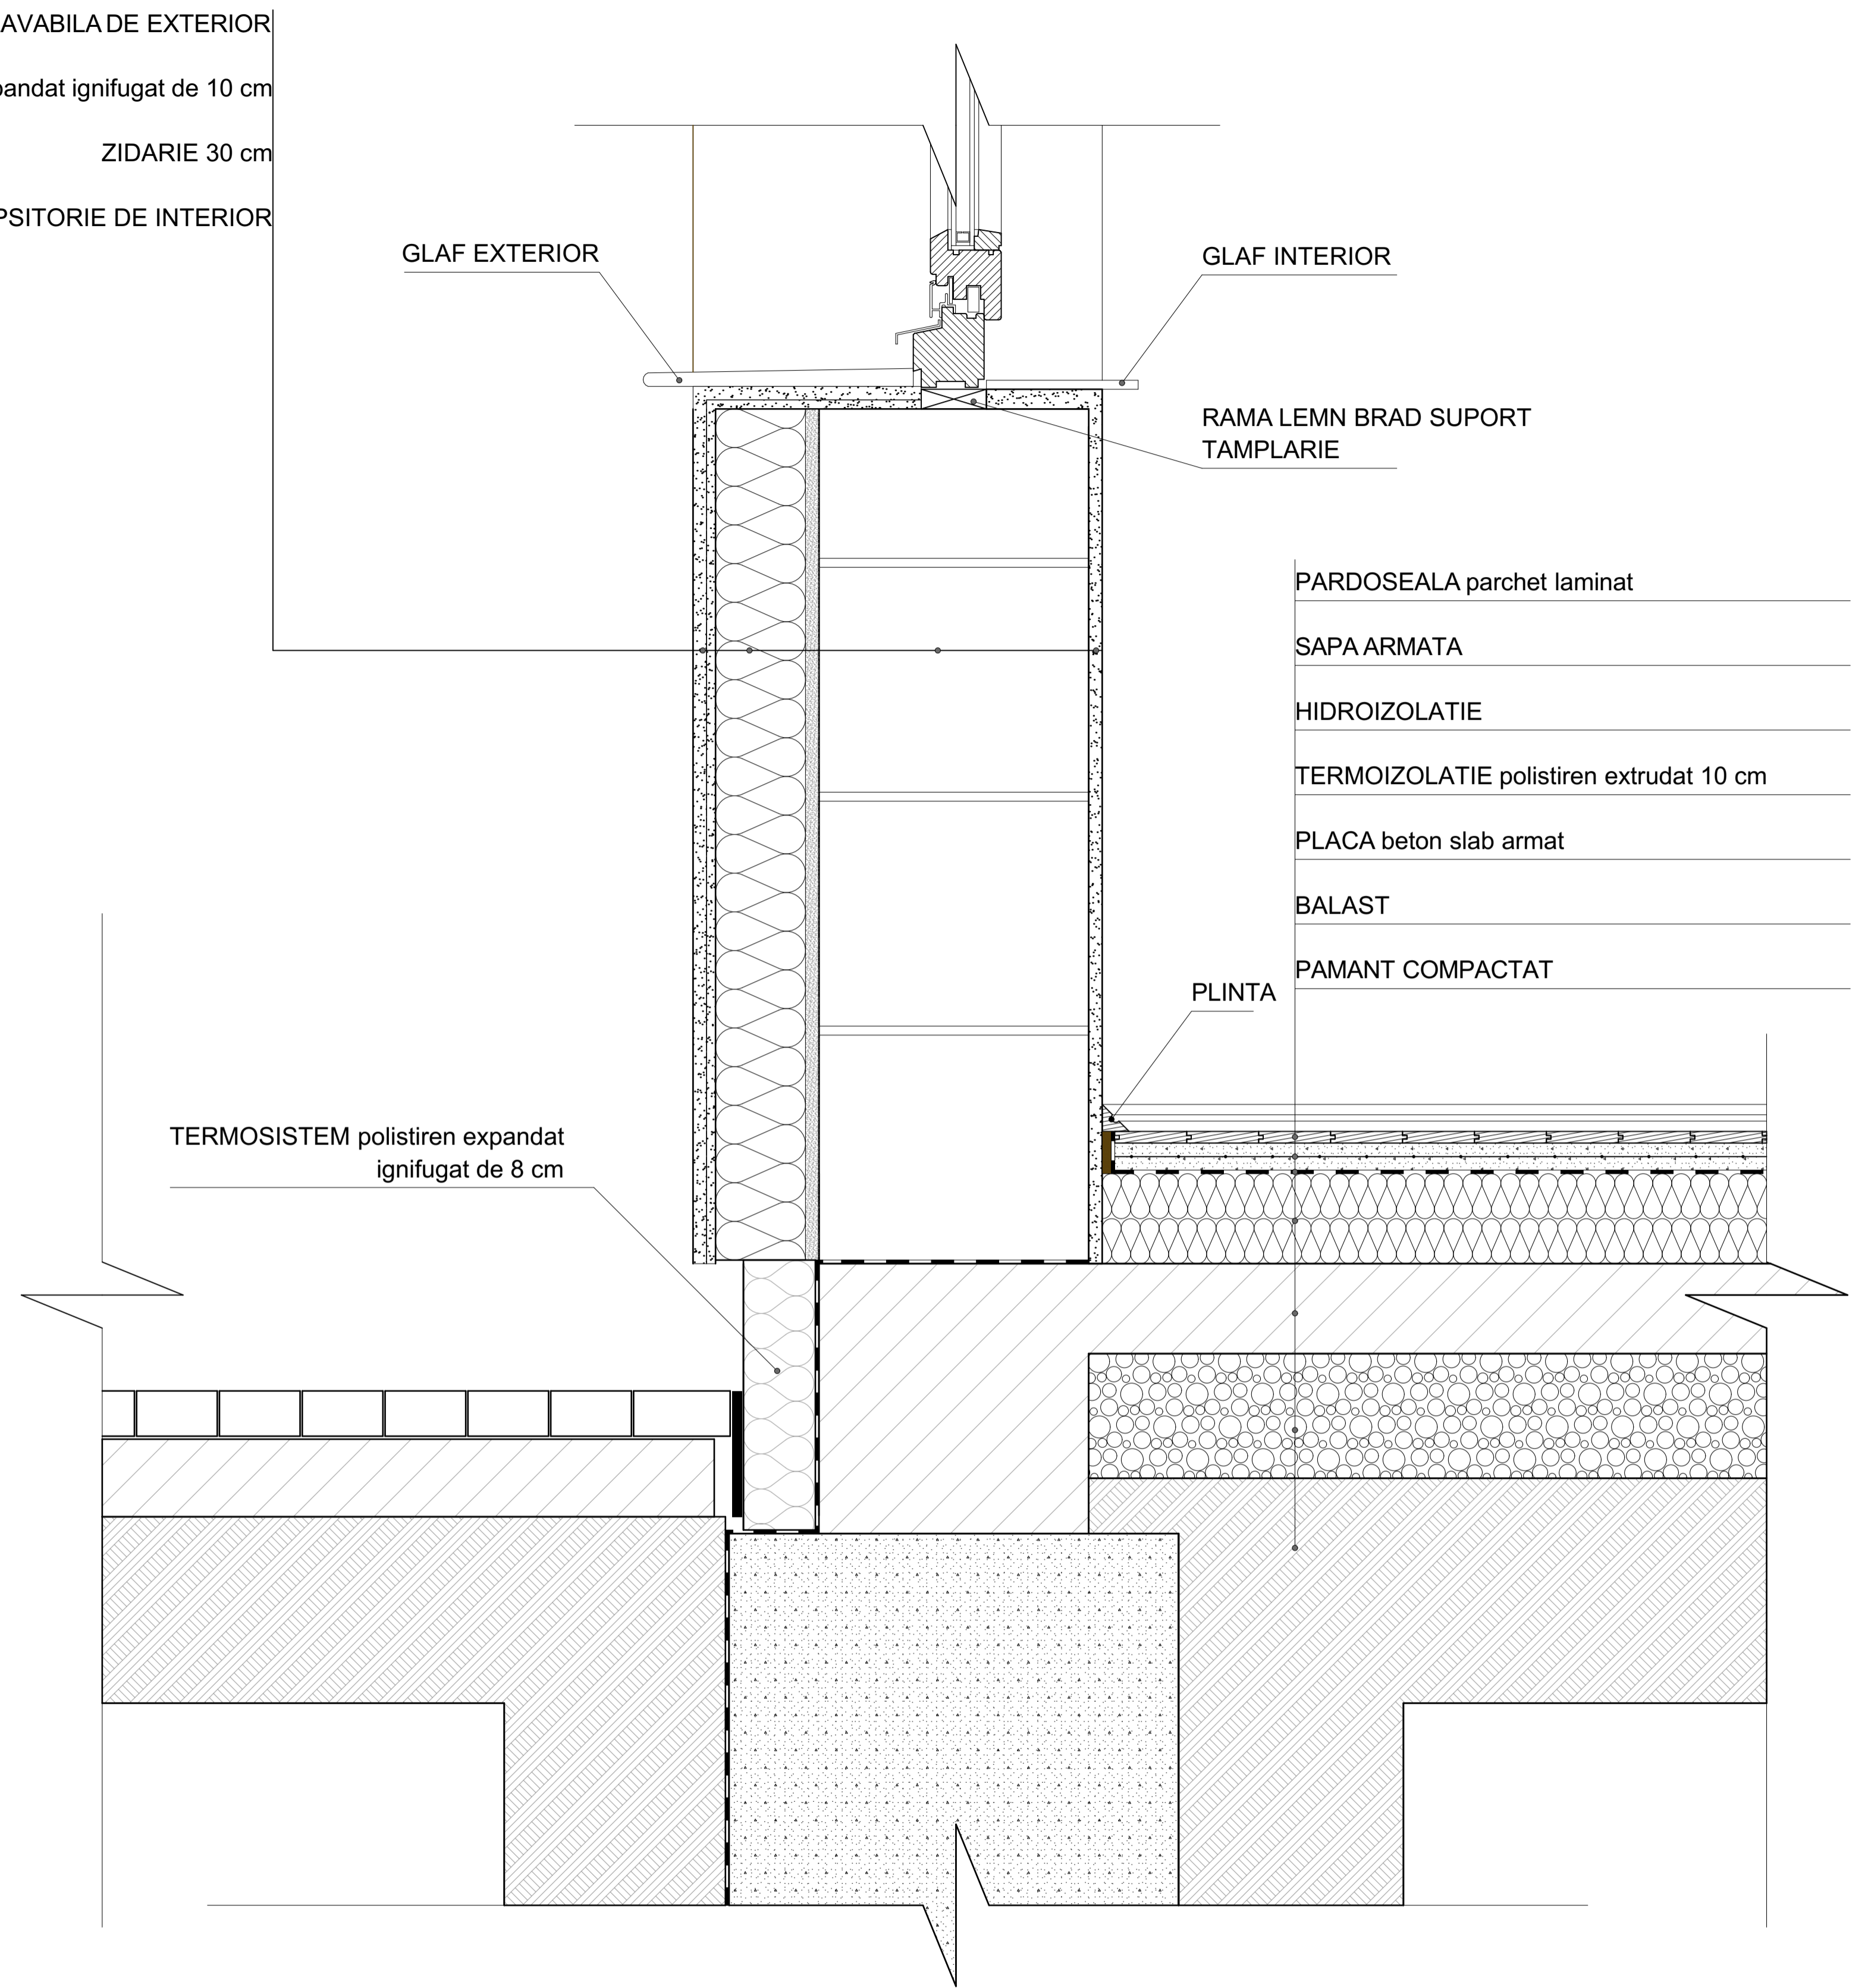 AVABILA DE EXTERIOR
pandat ignifugat de 10 cm
ZIDARIE 30 cm
PSITORIE DE INTERIOR
GLAF EXTERIOR
GLAF INTERIOR
RAMA LEMN BRAD SUPORT
TAMPLARIE
PARDOSEALA parchet laminat
SAPA ARMATA
HIDROIZOLATIE
TERMOIZOLATIE polistiren extrudat 10 cm
PLACA beton slab armat
BALAST
PAMANT COMPACTAT
PLINTA
TERMOSISTEM polistiren expandat
ignifugat de 8 cm